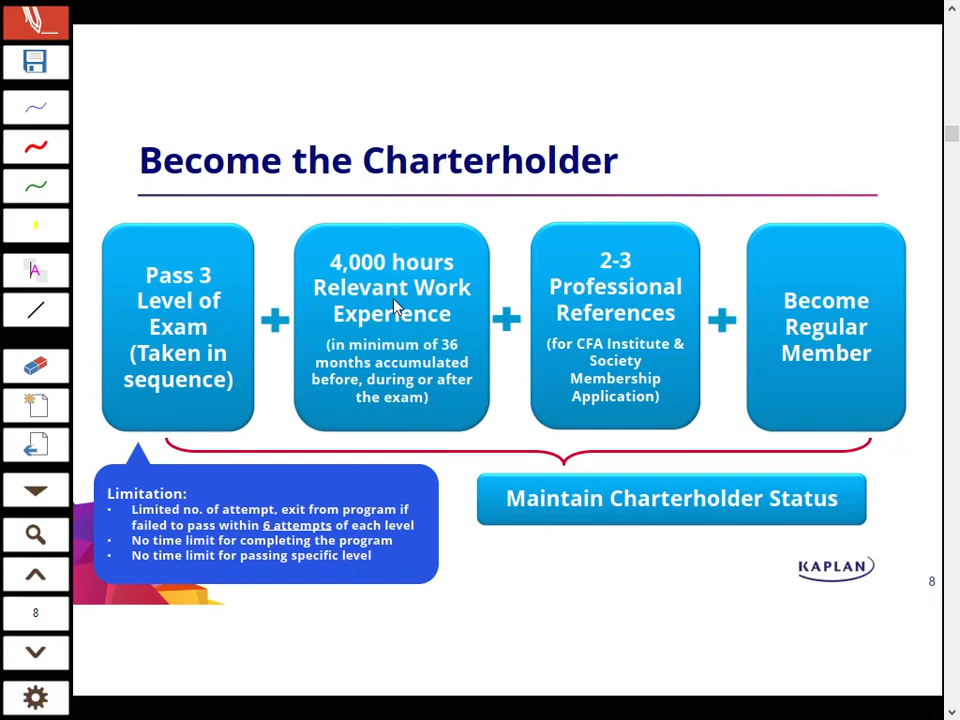 Become the Charterholder
Pass 3
Level of
Exam
(Taken in
sequence)
4,000 hours
Relevant Work
Experience
(in minimum of 36
months accumulated
before, during or after
the exam)
2-3
Professional
References
(for CFA Institute &
Society
Membership
Application)
Become
Regular
Member
Limitation:
• Limited no. of attempt, exit from program if
failed to pass within 6 attempts of each level
• No time limit for completing the program
• No time limit for passing specific level
Maintain Charterholder Status
KAPLAN
8
A
8